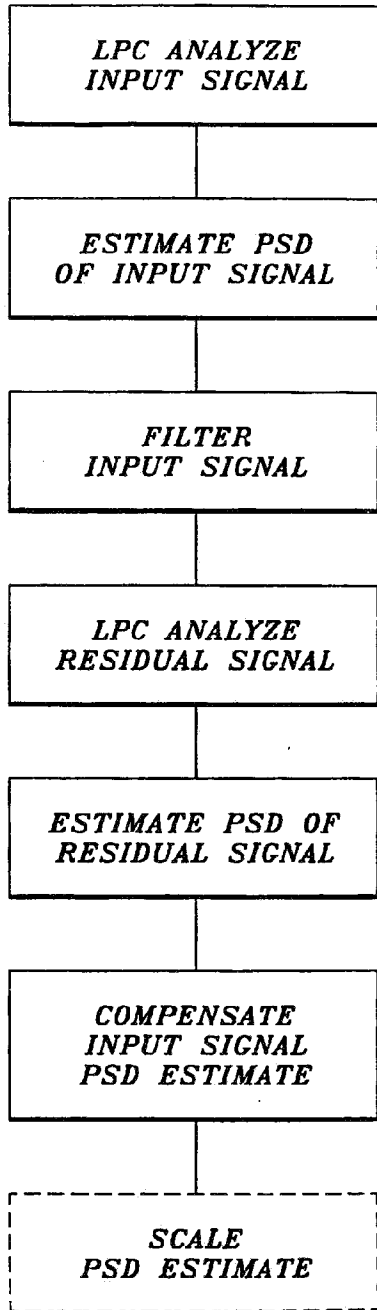 LPC ANALYZE
INPUT SIGNAL
ESTIMATE PSD
OF INPUT SIGNAL
FILTER
INPUT SIGNAL
LPC ANALYZE
RESIDUAL SIGNAL
ESTIMATE PSD OF
RESIDUAL SIGNAL
COMPENSATE
INPUT SIGNAL
PSD ESTIMATE
SCALE
PSD ESTIMATE